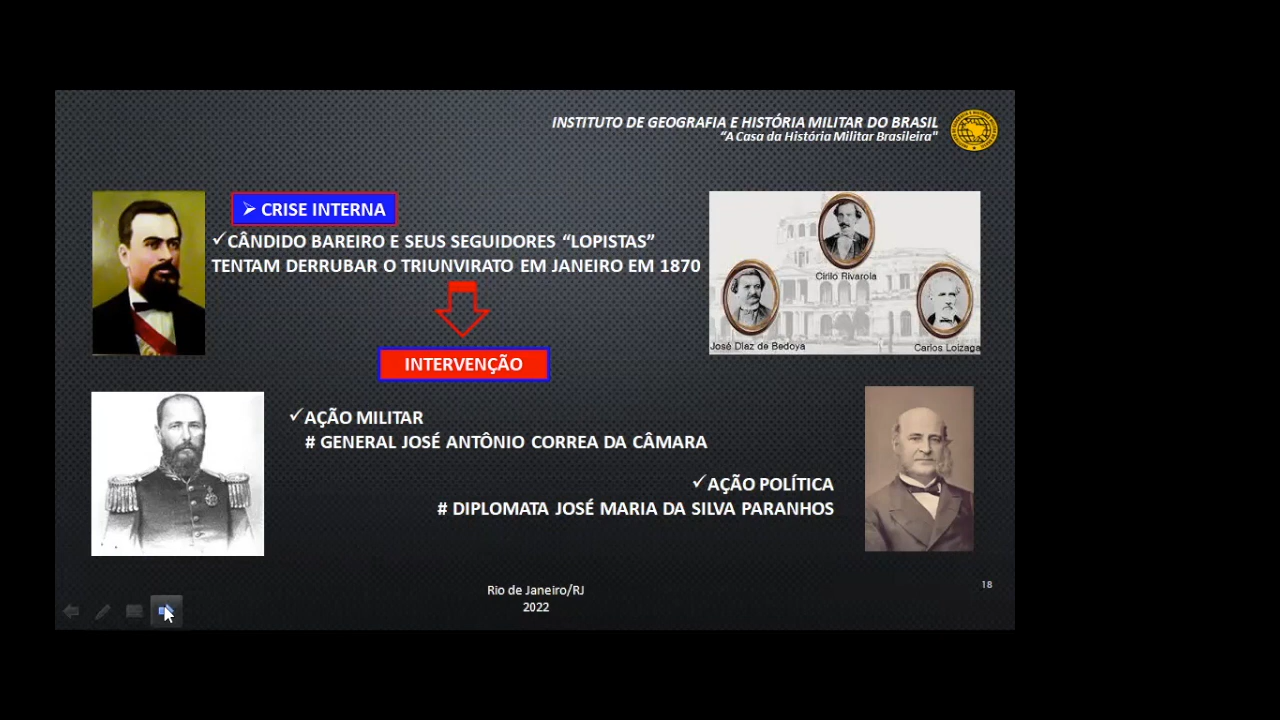 INSTITUTO DE GEOGRAFIA E HISTÓRIA MILITAR DO BRASIL
“A Casa da História Militar Brasileira"
➢ CRISE INTERNA
✓CÂNDIDO BAREIRO E SEUS SEGUIDORES “LOPISTAS”
TENTAM DERRUBAR O TRIUNVIRATO EM JANEIRO EM 1870
Cirilo Rivarola
José Diaz de Bedoya
Carlos Loizaga
INTERVENÇÃO
✓AÇÃO MILITAR
# GENERAL JOSÉ ANTÔNIO CORREA DA CÂMARA
✓AÇÃO POLÍTICA
# DIPLOMATA JOSÉ MARIA DA SILVA PARANHOS
Rio de Janeiro/RJ
2022
18